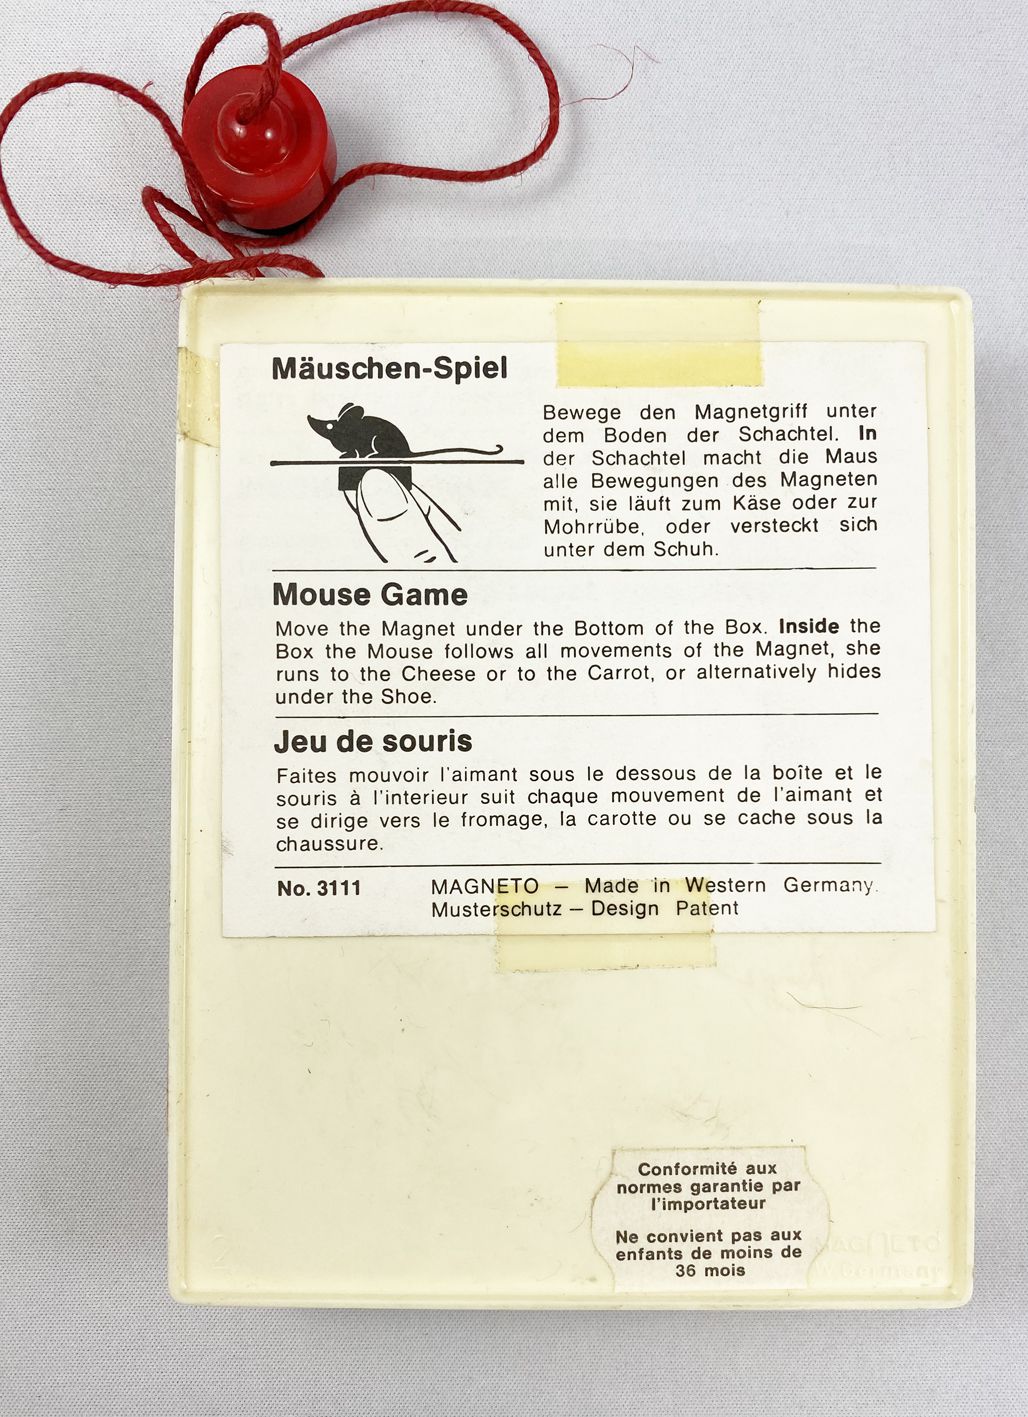 Mäuschen-Spiel
Bewege den Magnetgriff unter
dem Boden der Schachtel. In
der Schachtel macht die Maus
alle Bewegungen des Magneten
mit, sie läuft zum Käse oder zur
Mohrrübe, oder versteckt sich
unter dem Schuh.
Mouse Game
Move the Magnet under the Bottom of the Box. Inside the
Box the Mouse follows all movements of the Magnet, she
runs to the Cheese or to the Carrot, or alternatively hides
under the Shoe.
Jeu de souris
Faites mouvoir l'aimant sous le dessous de la boîte et le
souris à l'interieur suit chaque mouvement de l'aimant et
se dirige vers le fromage, la carotte ou se cache sous la
chaussure.
No. 3111 MAGNETO — Made in Western Germany.
Musterschutz — Design Patent
Conformité aux
normes garantie par
l'importateur
Ne convient pas aux
enfants de moins de
36 mois
MAGNETO
W. Germany
2